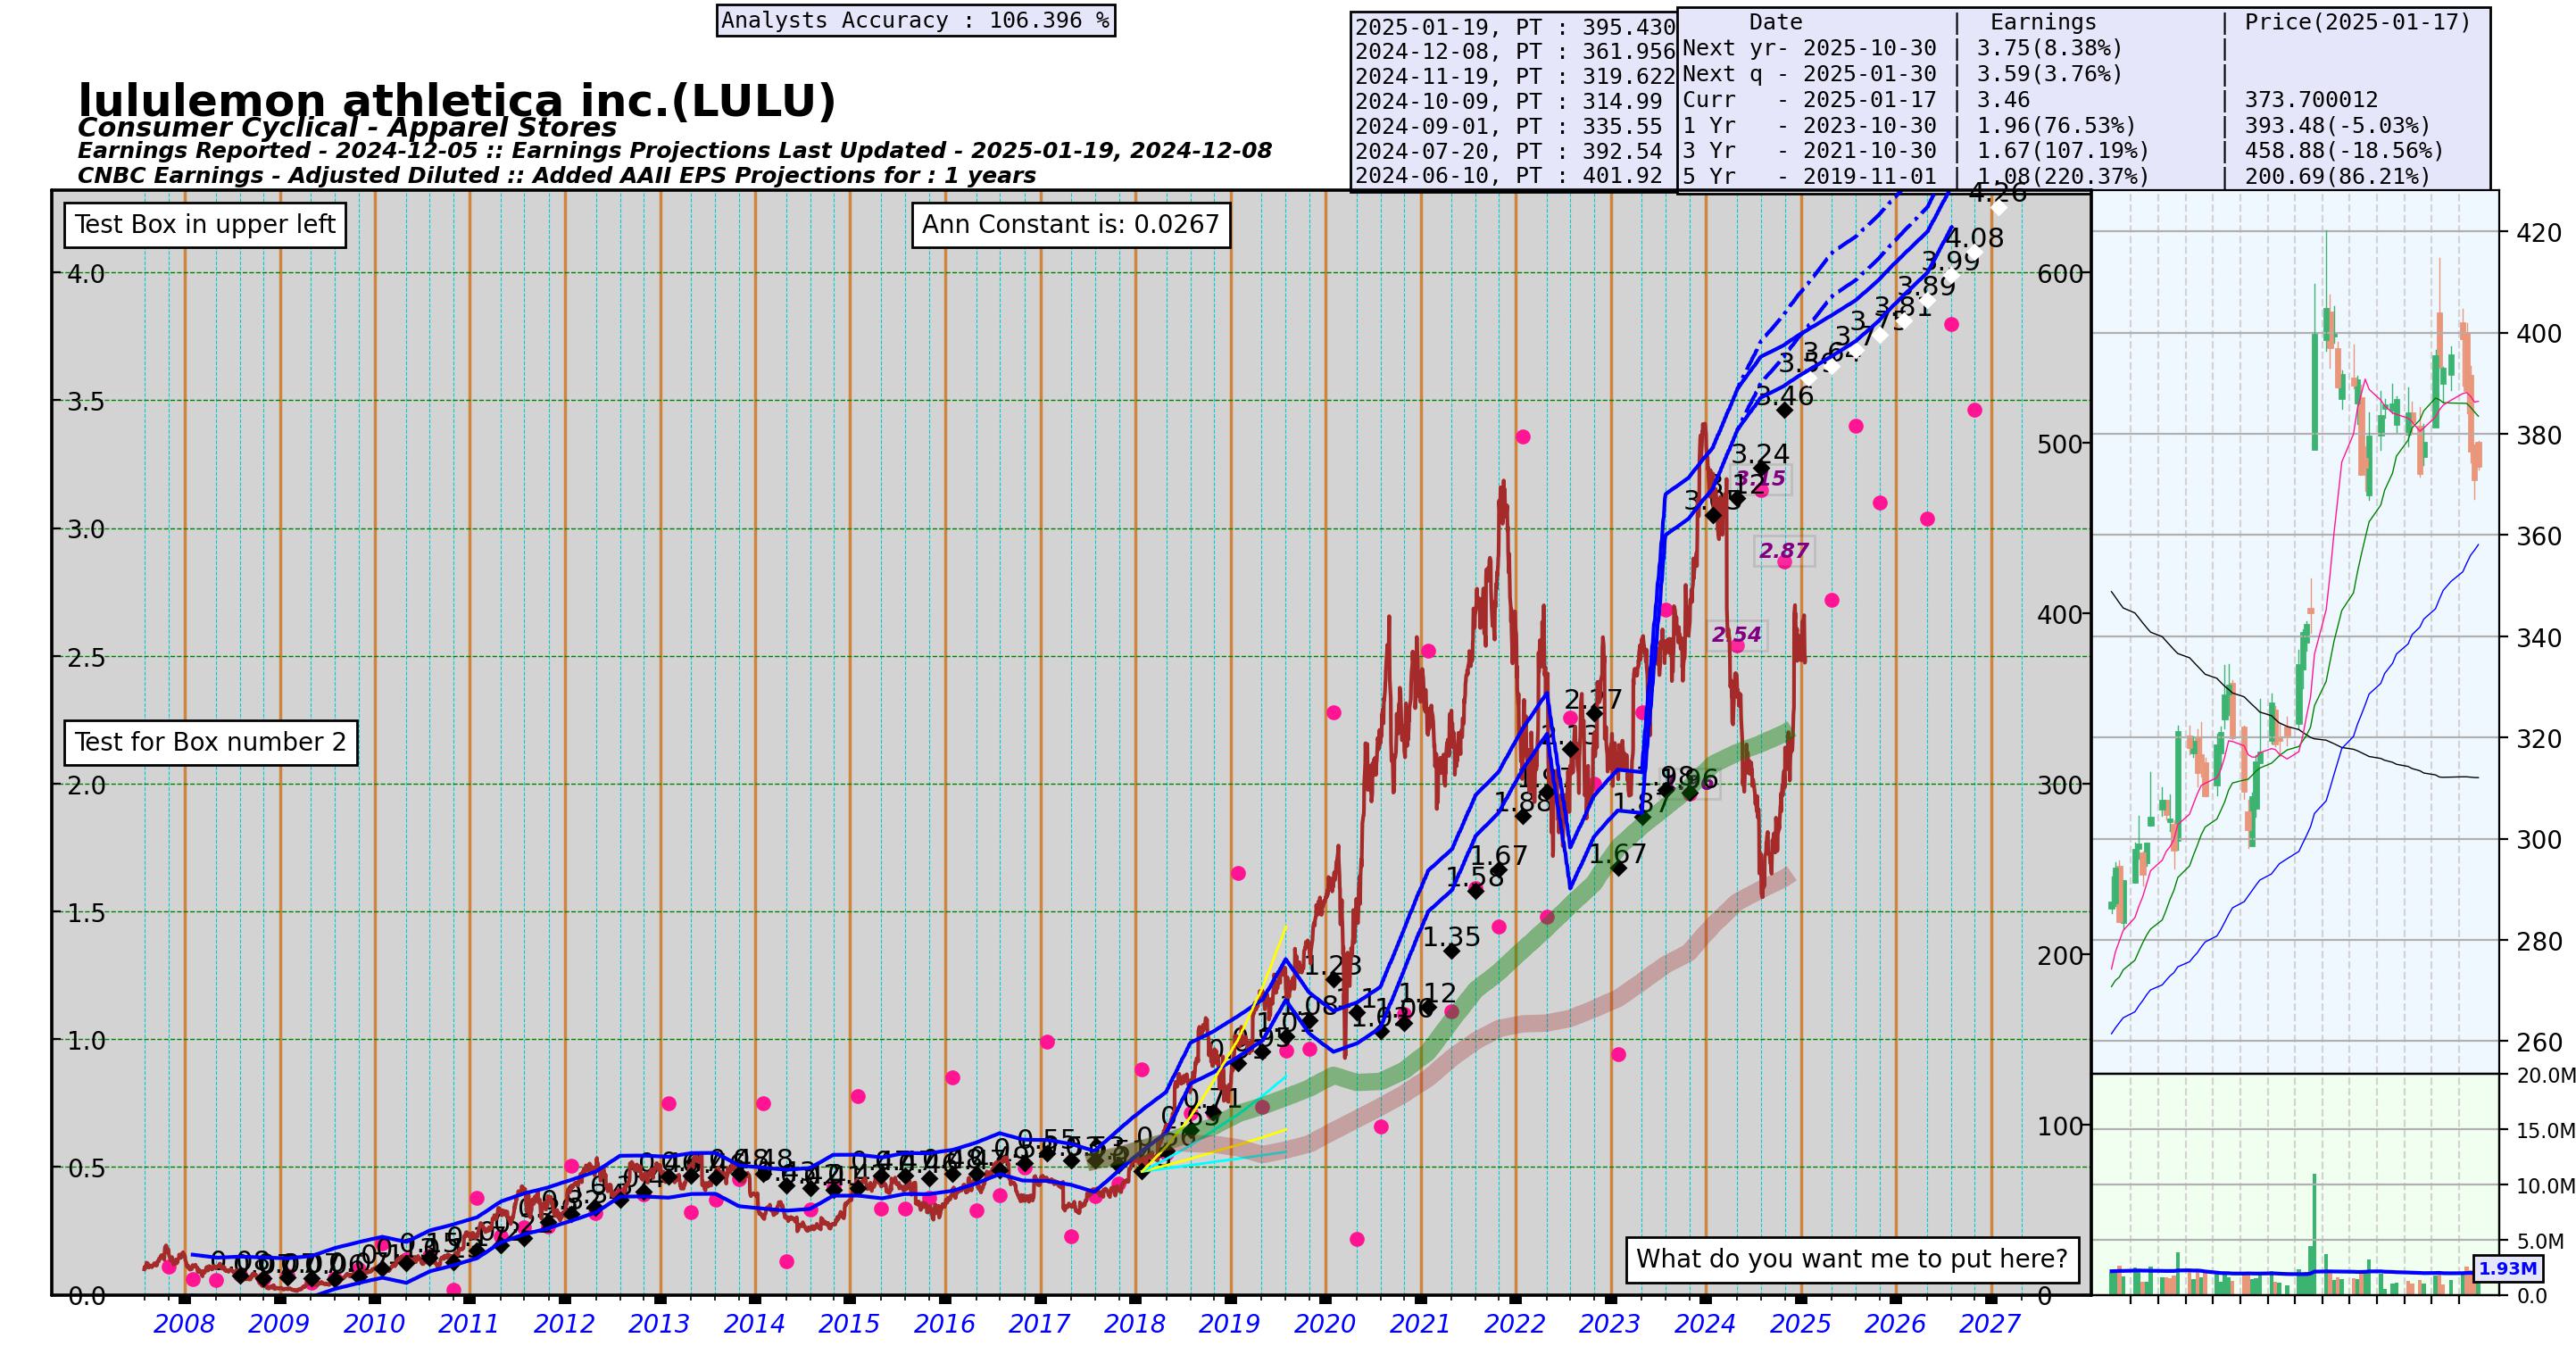 Analysts Accuracy : 106.396 %
2025-01-19, PT : 395.430
2024-12-08, PT : 361.956
2024-11-19, PT : 319.622
2024-10-09, PT : 314.99
2024-09-01, PT : 335.55
2024-07-20, PT : 392.54
2024-06-10, PT : 401.92
Date | Earnings | Price(2025-01-17)
Next yr- 2025-10-30 | 3.75(8.38%) |
Next q - 2025-01-30 | 3.59(3.76%) |
Curr - 2025-01-17 | 3.46 | 373.700012
1 Yr - 2023-10-30 | 1.96(76.53%) | 393.48(-5.03%)
3 Yr - 2021-10-30 | 1.67(107.19%) | 458.88(-18.56%)
5 Yr - 2019-11-01 | 1.08(220.37%) | 200.69(86.21%)
lululemon athletica inc.(LULU)
Consumer Cyclical - Apparel Stores
Earnings Reported - 2024-12-05 :: Earnings Projections Last Updated - 2025-01-19, 2024-12-08
CNBC Earnings - Adjusted Diluted :: Added AAII EPS Projections for : 1 years
Test Box in upper left
Ann Constant is: 0.0267
Test for Box number 2
What do you want me to put here?
4.0
3.5
3.0
2.5
2.0
1.5
1.0
0.5
0.0
4.26
4.08
3.99
3.89
3.81
3.46
3.24
3.15
2.87
2.54
2.27
1.98
1.96
1.88
1.87
1.67
1.67
1.58
1.35
1.23
1.12
1.08
0.71
0.55
600
500
400
300
200
100
0
420
400
380
360
340
320
300
280
260
20.0M
15.0M
10.0M
5.0M
1.93M
0.0
2008 2009 2010 2011 2012 2013 2014 2015 2016 2017 2018 2019 2020 2021 2022 2023 2024 2025 2026 2027